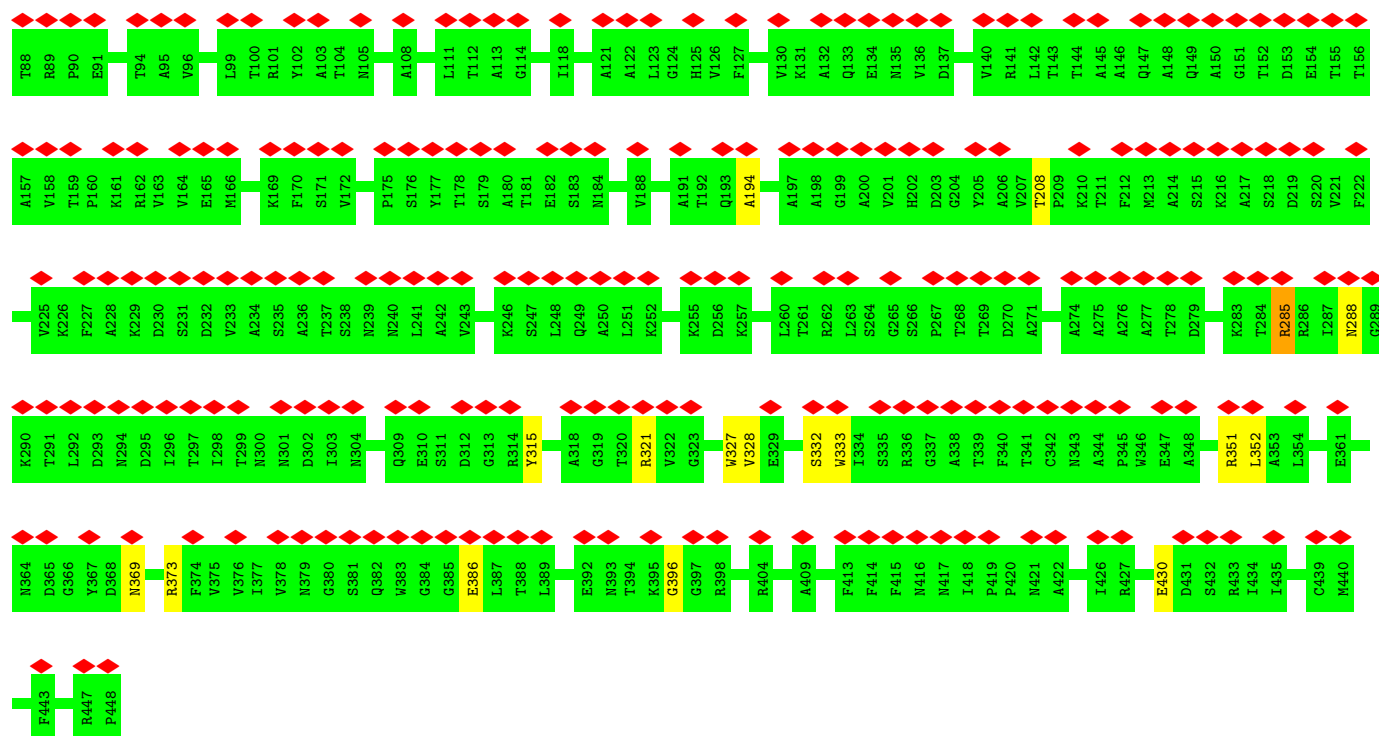 T88 R89 P90 E91 T94 A95 V96 L99 T100 R101 Y102 A103 T104 N105 A108 L111 T112 A113 G114 I118 A121 A122 L123 G124 H125 V126 F127 V130 K131 A132 Q133 E134 N135 V136 D137 V140 R141 L142 T143 T144 A145 A146 Q147 A148 Q149 A150 G151 T152 D153 E154 T155 T156
A157 V158 T159 P160 K161 R162 V163 V164 E165 M166 K169 F170 S171 V172 P175 S176 Y177 T178 S179 A180 T181 E182 S183 N184 V188 A191 T192 Q193 A194 A197 A198 G199 A200 V201 H202 D203 G204 Y205 A206 V207 T208 P209 K210 T211 F212 M213 A214 S215 K216 A217 S218 D219 S220 V221 F222
V225 K226 F227 A228 K229 D230 S231 D232 V233 A234 S235 A236 T237 S238 N239 N240 L241 A242 V243 K246 S247 L248 Q249 A250 L251 K252 K255 D256 K257 L260 T261 R262 L263 S264 G265 S266 P267 T268 T269 D270 A271 A274 A275 A276 A277 T278 D279 K283 T284 R285 R286 I287 N288 G289
K290 T291 L292 D293 N294 D295 I296 T297 I298 T299 N300 N301 D302 I303 N304 Q309 E310 S311 D312 G313 R314 Y315 A318 G319 T320 R321 V322 G323 W327 V328 E329 S332 W333 I334 S335 R336 G337 A338 T339 F340 T341 C342 N343 A344 P345 W346 E347 A348 R351 L352 A353 L354 E361
N364 D365 G366 Y367 D368 N369 R373 F374 V375 V376 I377 V378 N379 G380 S381 Q382 W383 G384 G385 E386 L387 T388 L389 E392 N393 T394 K395 G396 G397 R398 R404 A409 F413 F414 F415 N416 N417 I418 P419 P420 N421 A422 I426 R427 E430 D431 S432 R433 I434 I435 C439 M440
F443 R447 P448